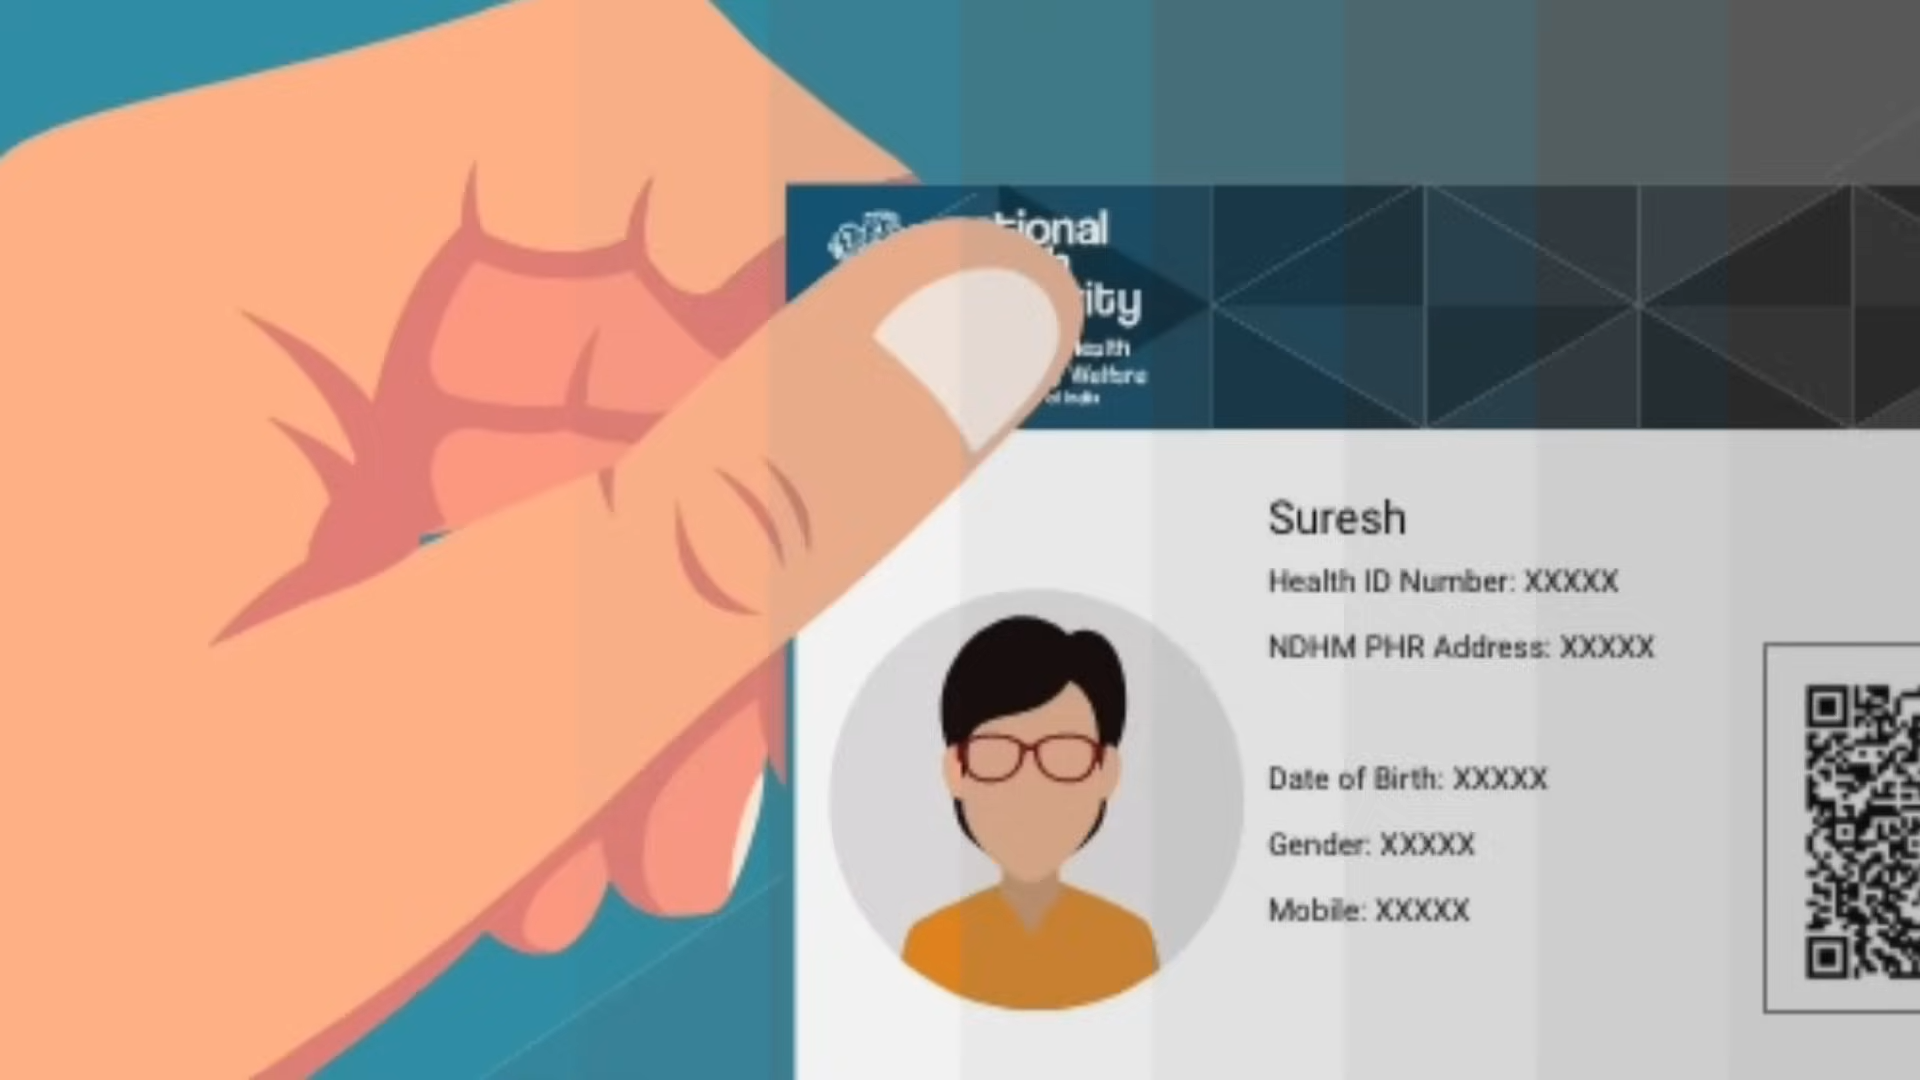 tional
ity
ealth
Welfare
of India
Suresh
Health ID Number: XXXXX
NDHM PHR Address: XXXXX
Date of Birth: XXXXX
Gender: XXXXX
Mobile: XXXXX